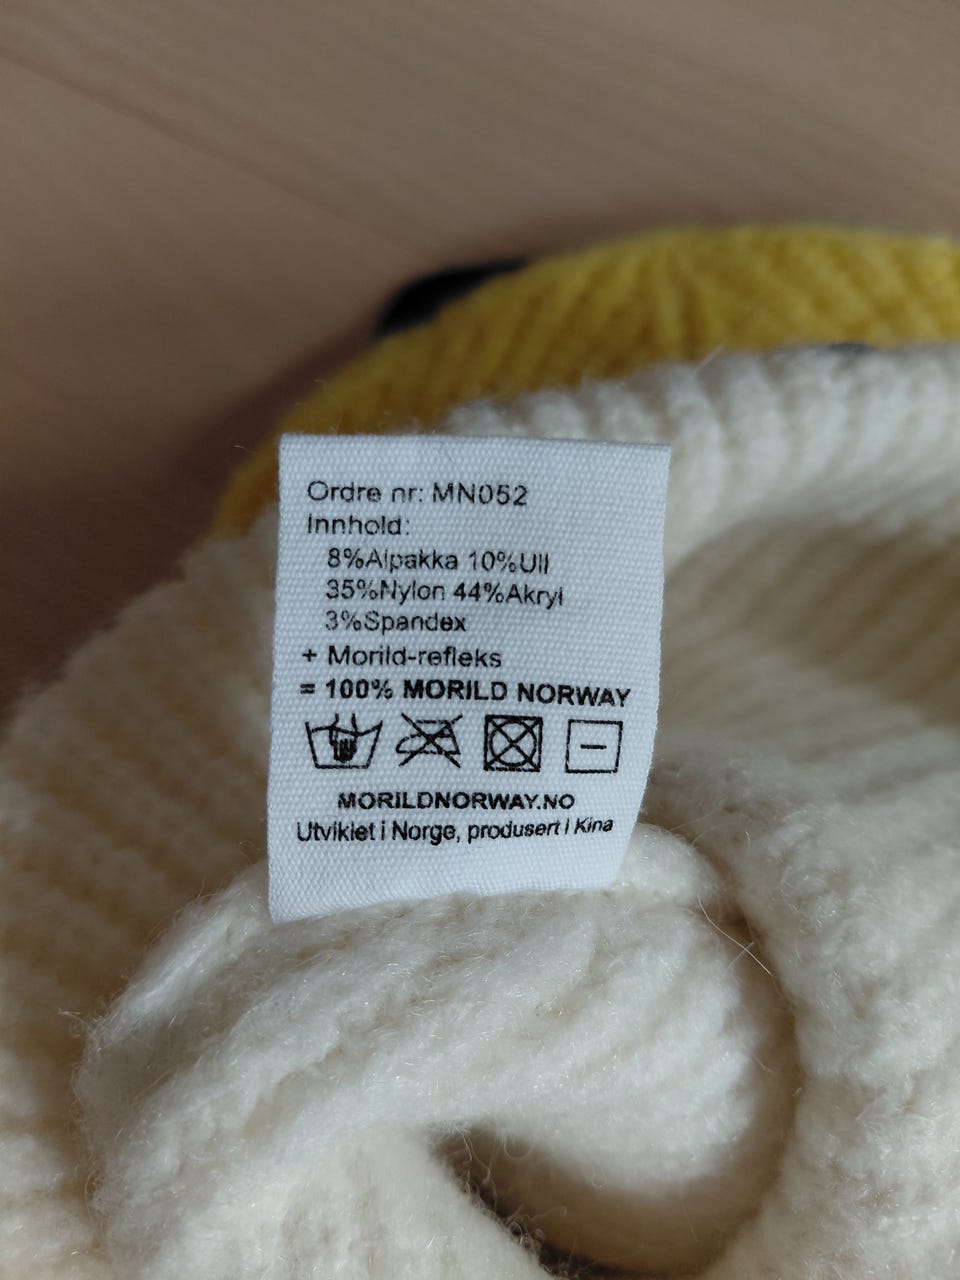 Ordre nr: MN052
Innhold:
8%Alpakka 10%Ull
35%Nylon 44%Akryl
3%Spandex
+ Morild-refleks
= 100% MORILD NORWAY
MORILDNORWAY.NO
Utviklet i Norge, produsert i Kina